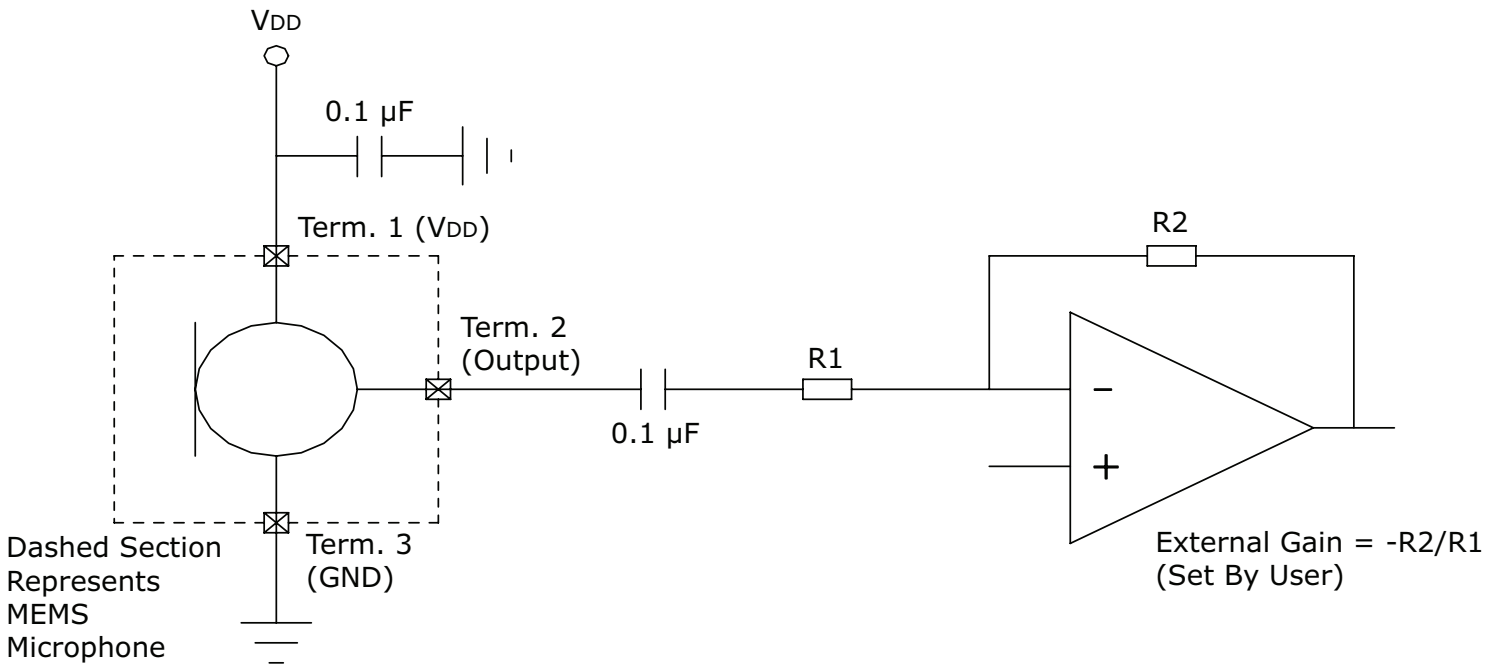 VDD
0.1 µF
Term. 1 (VDD)
R2
Term. 2
(Output)
R1
0.1 µF
−
+
Term. 3
(GND)
Dashed Section
Represents
MEMS
Microphone
External Gain = -R2/R1
(Set By User)